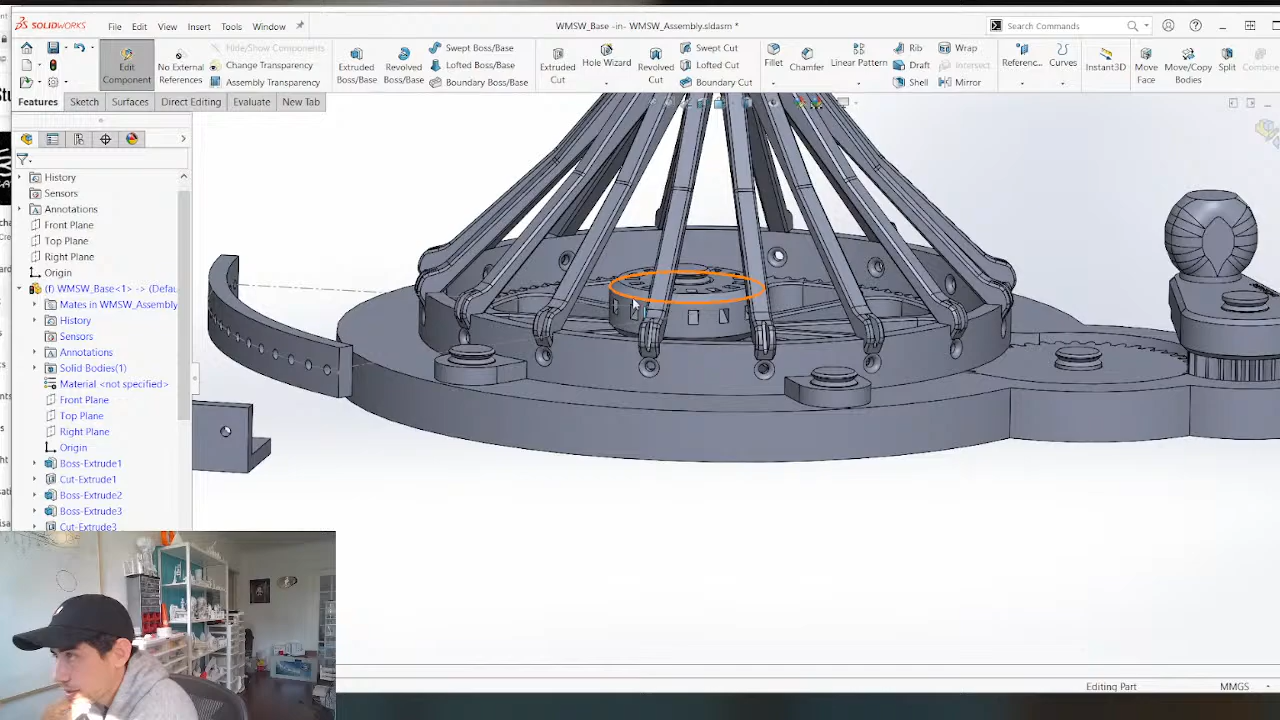 SOLIDWORKS File Edit View Insert Tools Window WMSW_Base -in- WMSW_Assembly.sldasm * Search Commands
Edit Component
No External References
Hide/Show Components
Change Transparency
Assembly Transparency
Extruded Boss/Base
Revolved Boss/Base
Swept Boss/Base
Lofted Boss/Base
Boundary Boss/Base
Extruded Cut
Hole Wizard
Revolved Cut
Swept Cut
Lofted Cut
Boundary Cut
Fillet
Chamfer
Linear Pattern
Rib
Draft
Shell
Wrap
Intersect
Mirror
Referenc...
Curves
Instant3D
Move Face
Move/Copy Bodies
Split
Combine
Features Sketch Surfaces Direct Editing Evaluate New Tab
History
Sensors
Annotations
Front Plane
Top Plane
Right Plane
Origin
(f) WMSW_Base<1> -> (Defau
Mates in WMSW_Assembly
History
Sensors
Annotations
Solid Bodies(1)
Material <not specified>
Front Plane
Top Plane
Right Plane
Origin
Boss-Extrude1
Cut-Extrude1
Boss-Extrude2
Boss-Extrude3
Cut-Extrude3
Editing Part MMGS